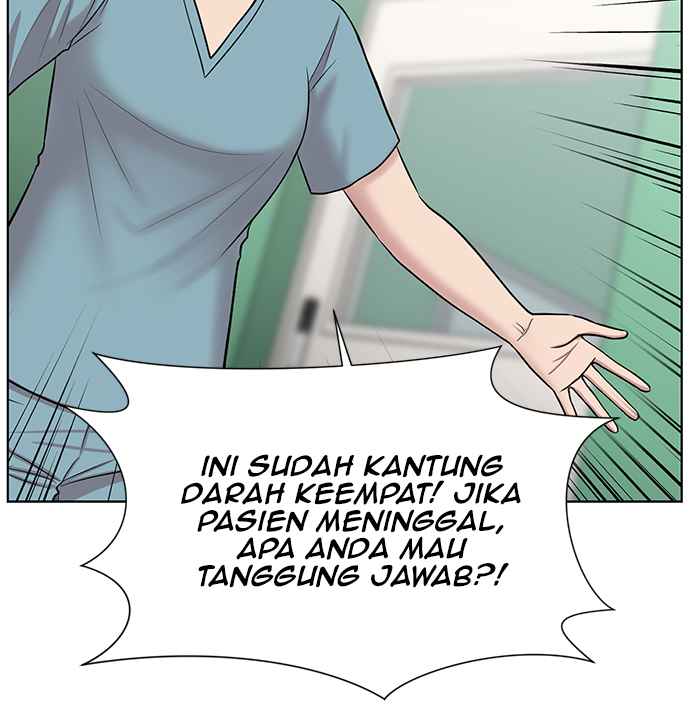 INI SUDAH KANTUNG
DARAH KEEMPAT! JIKA
PASIEN MENINGGAL,
APA ANDA MAU
TANGGUNG JAWAB?!